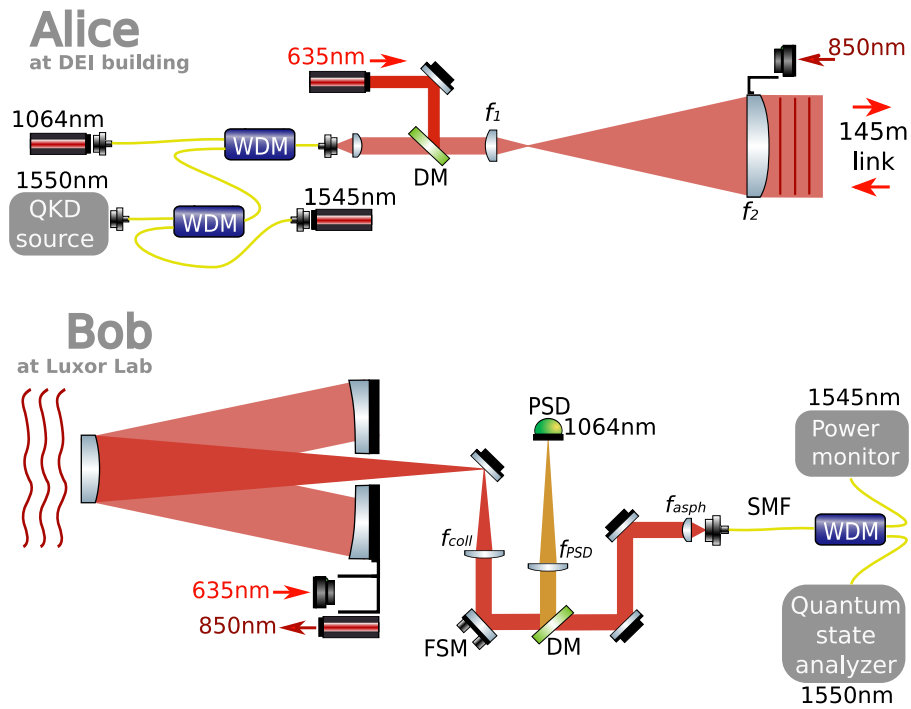 Alice
at DEI building
635nm
850nm
1064nm
WDM
DM
f1
f2
145m
link
1550nm
QKD
source
WDM
1545nm
Bob
at Luxor Lab
PSD
1064nm
1545nm
Power
monitor
fcoll
fPSD
fasph
SMF
WDM
635nm
850nm
FSM
DM
Quantum
state
analyzer
1550nm